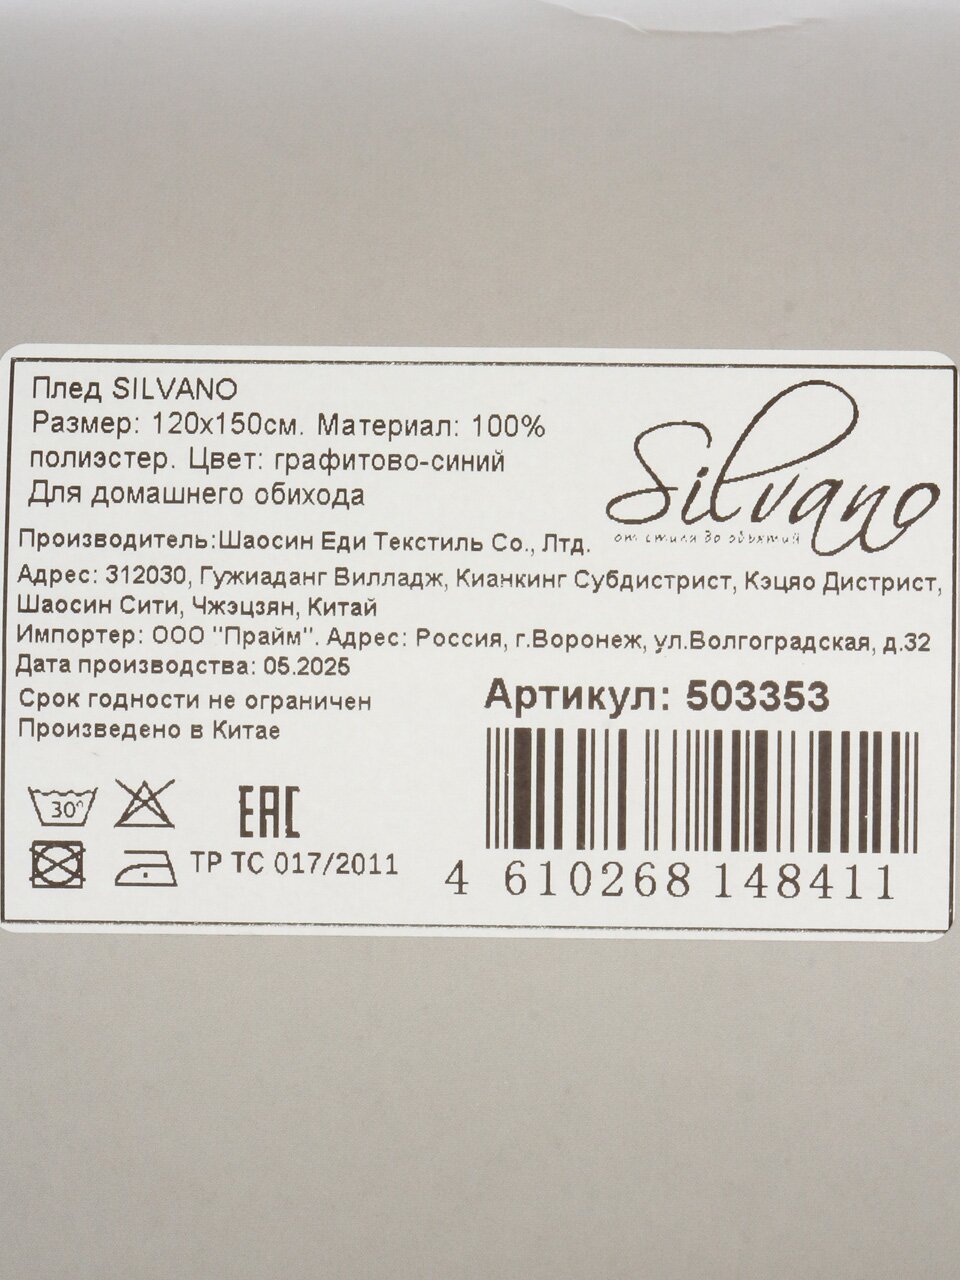 Плед SILVANO
Размер: 120х150см. Материал: 100%
полиэстер. Цвет: графитово-синий
Для домашнего обихода
Silvano
от стиля до объятий
Производитель:Шаосин Еди Текстиль Со., Лтд.
Адрес: 312030, Гужиаданг Вилладж, Кианкинг Субдистрист, Кэцяо Дистрист,
Шаосин Сити, Чжэцзян, Китай
Импортер: ООО "Прайм". Адрес: Россия, г.Воронеж, ул.Волгоградская, д.32
Дата производства: 05.2025
Срок годности не ограничен
Произведено в Китае
Артикул: 503353
30°
EAC
ТР ТС 017/2011
4 610268 148411